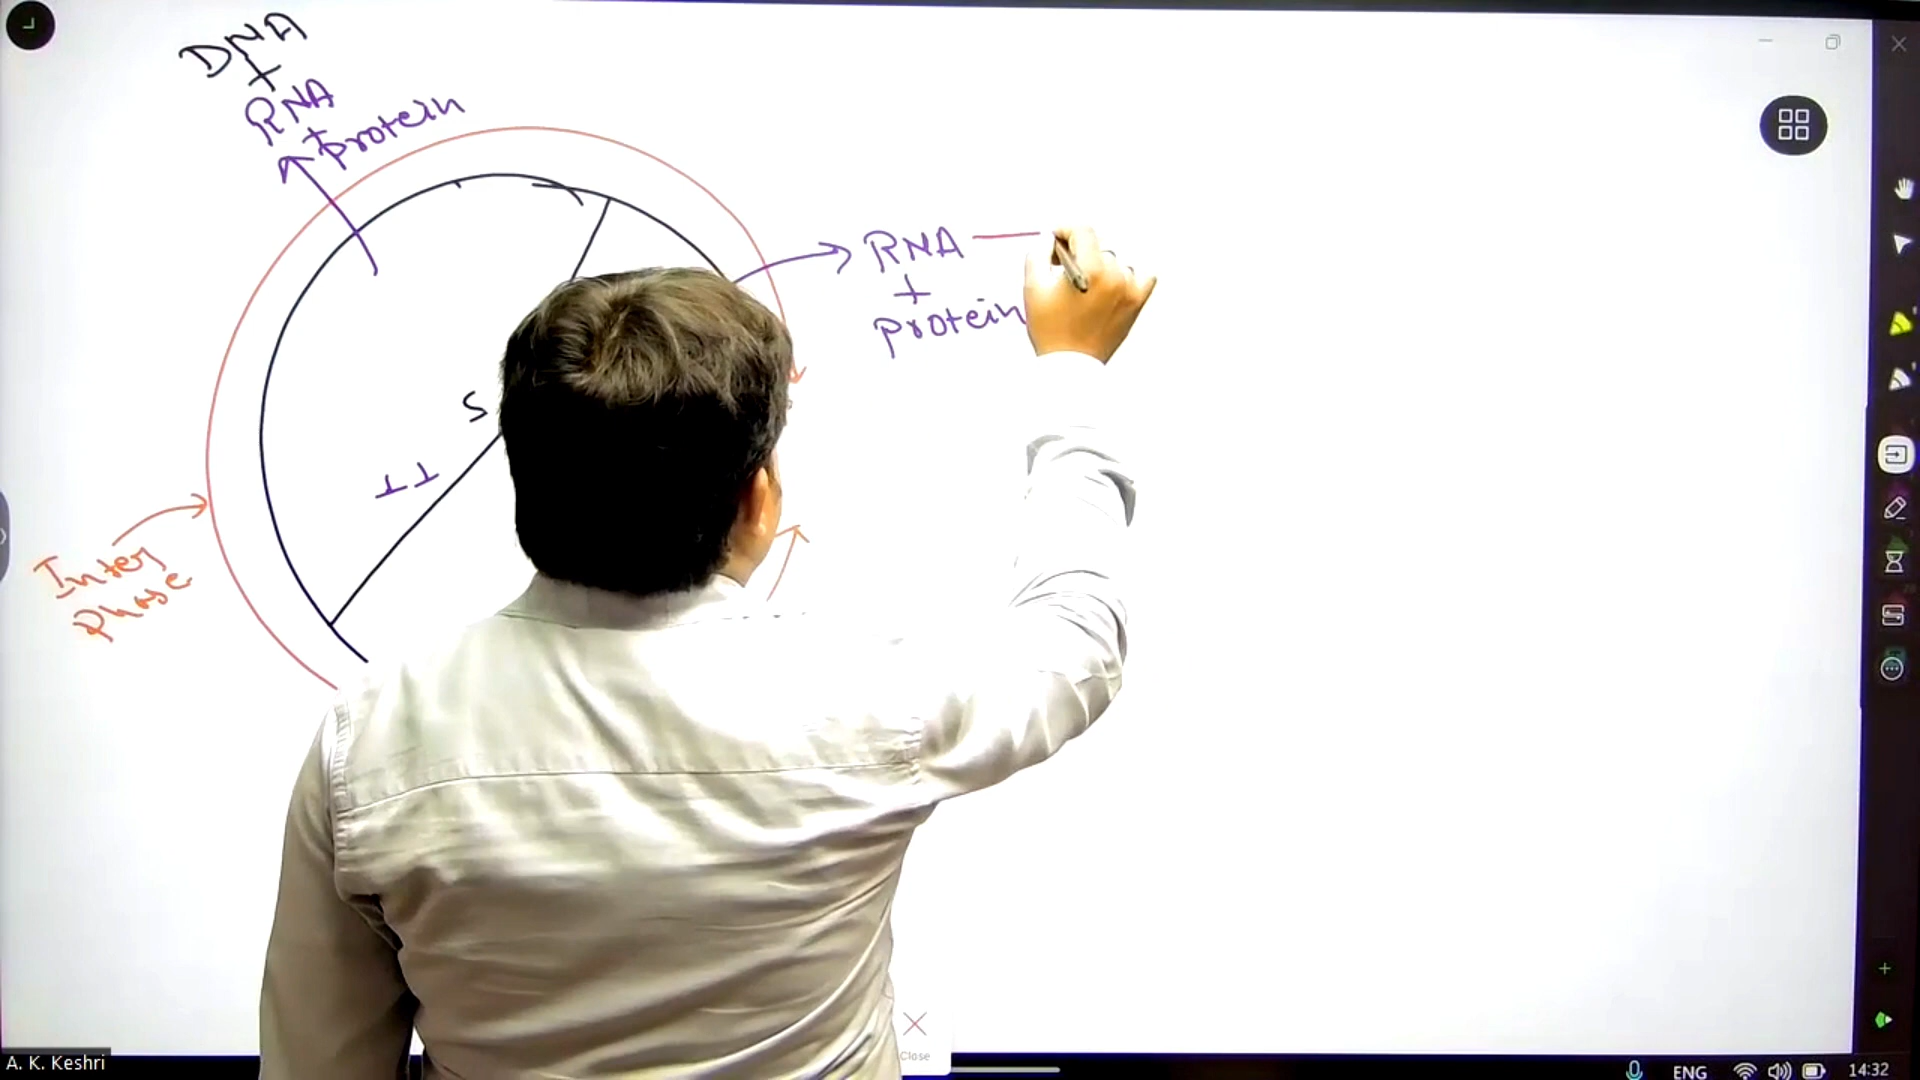 DNA
+
RNA
+
protein
RNA
+
protein
S
Inter
phase
Close
A. K. Keshri
ENG
14:32